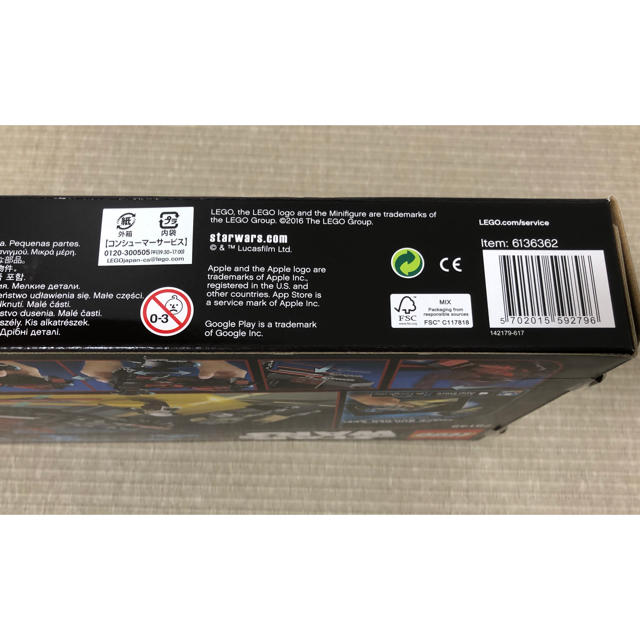 a. Pequenas partes.
Μικρά μέρη.
Мелкие детали.
eństwo udławienia się. Małe części.
Malé části.
stvo dusenia. Malé časti.
szély. Kis alkatrészek.
Дрібні деталі.
紙
外箱
プラ
内袋
【コンシューマーサービス】
0120-300505
LEGOjapan-ca@lego.com
0-3
LEGO, the LEGO logo and the Minifigure are trademarks of
the LEGO Group. ©2016 The LEGO Group.
starwars.com
© & ™ Lucasfilm Ltd.
Apple and the Apple logo are
trademarks of Apple Inc.,
registered in the U.S. and
other countries. App Store is
a service mark of Apple Inc.
Google Play is a trademark
of Google Inc.
CE
FSC
www.fsc.org
MIX
Packaging from
responsible sources
FSC® C117818
LEGO.com/service
Item: 6136362
5 702015 592796
142179-617